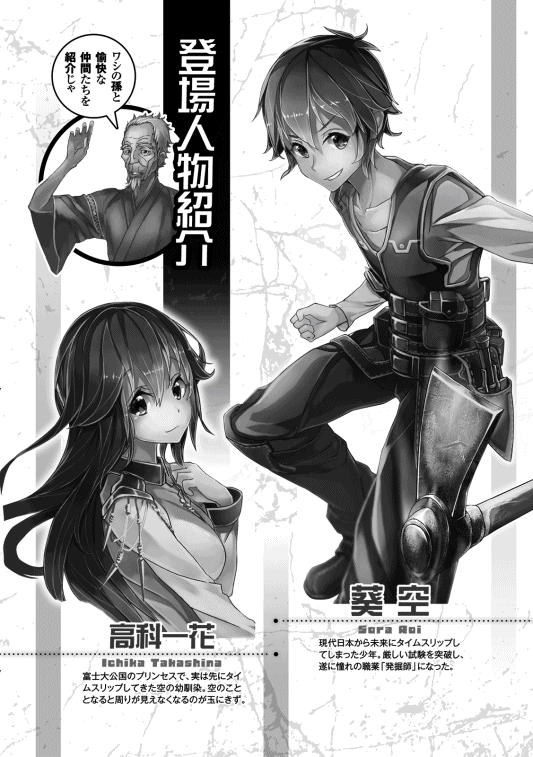 登場人物紹介
ワシの孫と
愉快な
仲間たちを
紹介じゃ
葵 空
Sora Aoi
現代日本から未来にタイムスリップし
てしまった少年。厳しい試験を突破し、
遂に憧れの職業「発掘師」になった。
高科一花
Ichika Takashina
富士大公国のプリンセスで、実は先にタイ
ムスリップしてきた空の幼馴染。空のこと
となると周りが見えなくなるのが玉にきず。